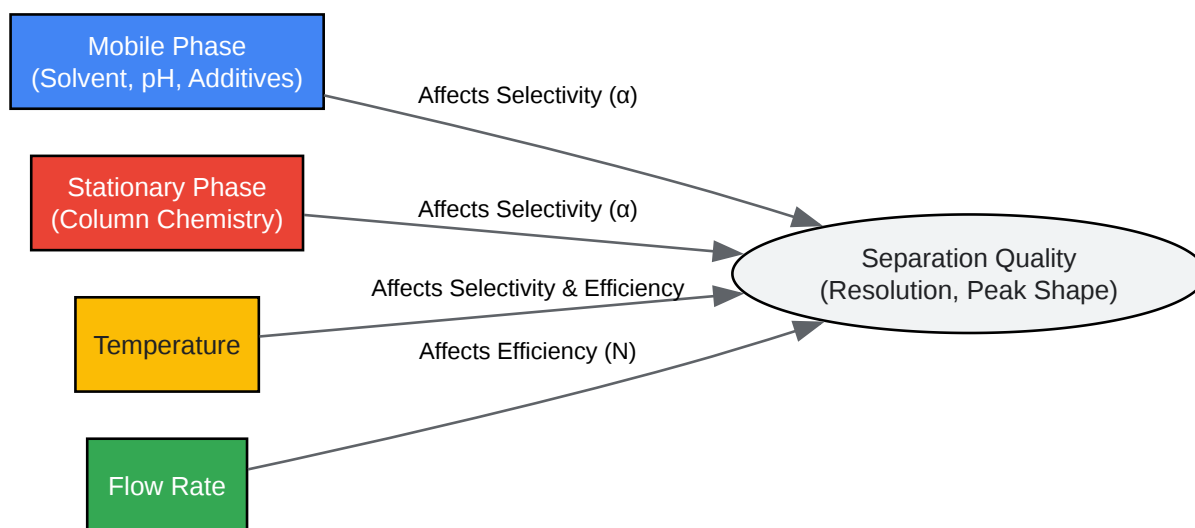 Mobile Phase
(Solvent, pH, Additives)
Affects Selectivity (α)
Stationary Phase
(Column Chemistry)
Affects Selectivity (α)
Separation Quality
(Resolution, Peak Shape)
Affects Selectivity & Efficiency
Temperature
Affects Efficiency (N)
Flow Rate